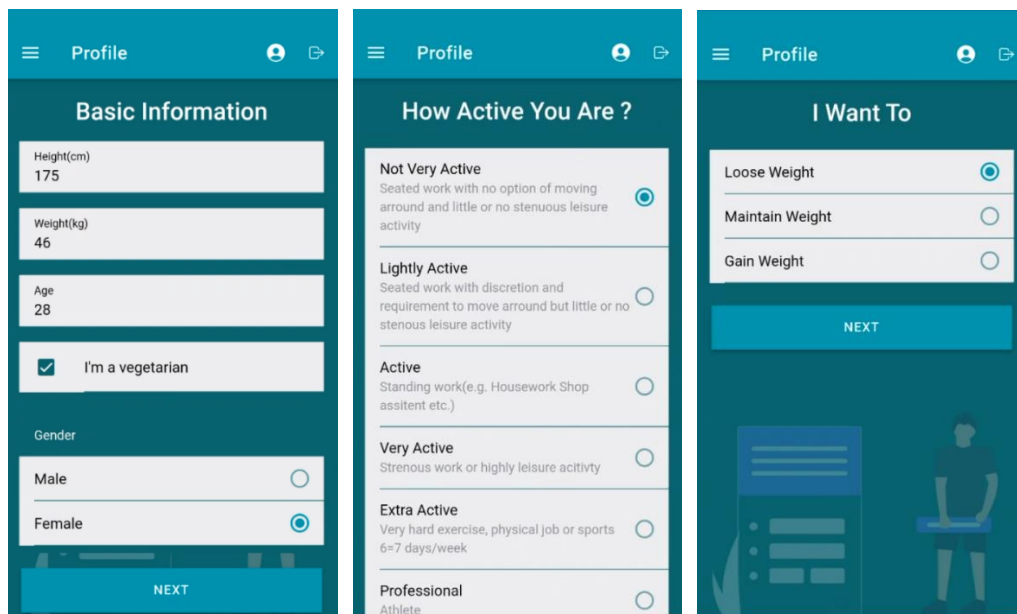 Profile
Basic Information
Height(cm)
175
Weight(kg)
46
Age
28
I'm a vegetarian
Gender
Male
Female
NEXT
Profile
How Active You Are ?
Not Very Active
Seated work with no option of moving
arround and little or no stenuous leisure
activity
Lightly Active
Seated work with discretion and
requirement to move arround but little or no
stenous leisure activity
Active
Standing work(e.g. Housework Shop
assitent etc.)
Very Active
Strenous work or highly leisure acitivty
Extra Active
Very hard exercise, physical job or sports
6=7 days/week
Professional
Athlete
Profile
I Want To
Loose Weight
Maintain Weight
Gain Weight
NEXT